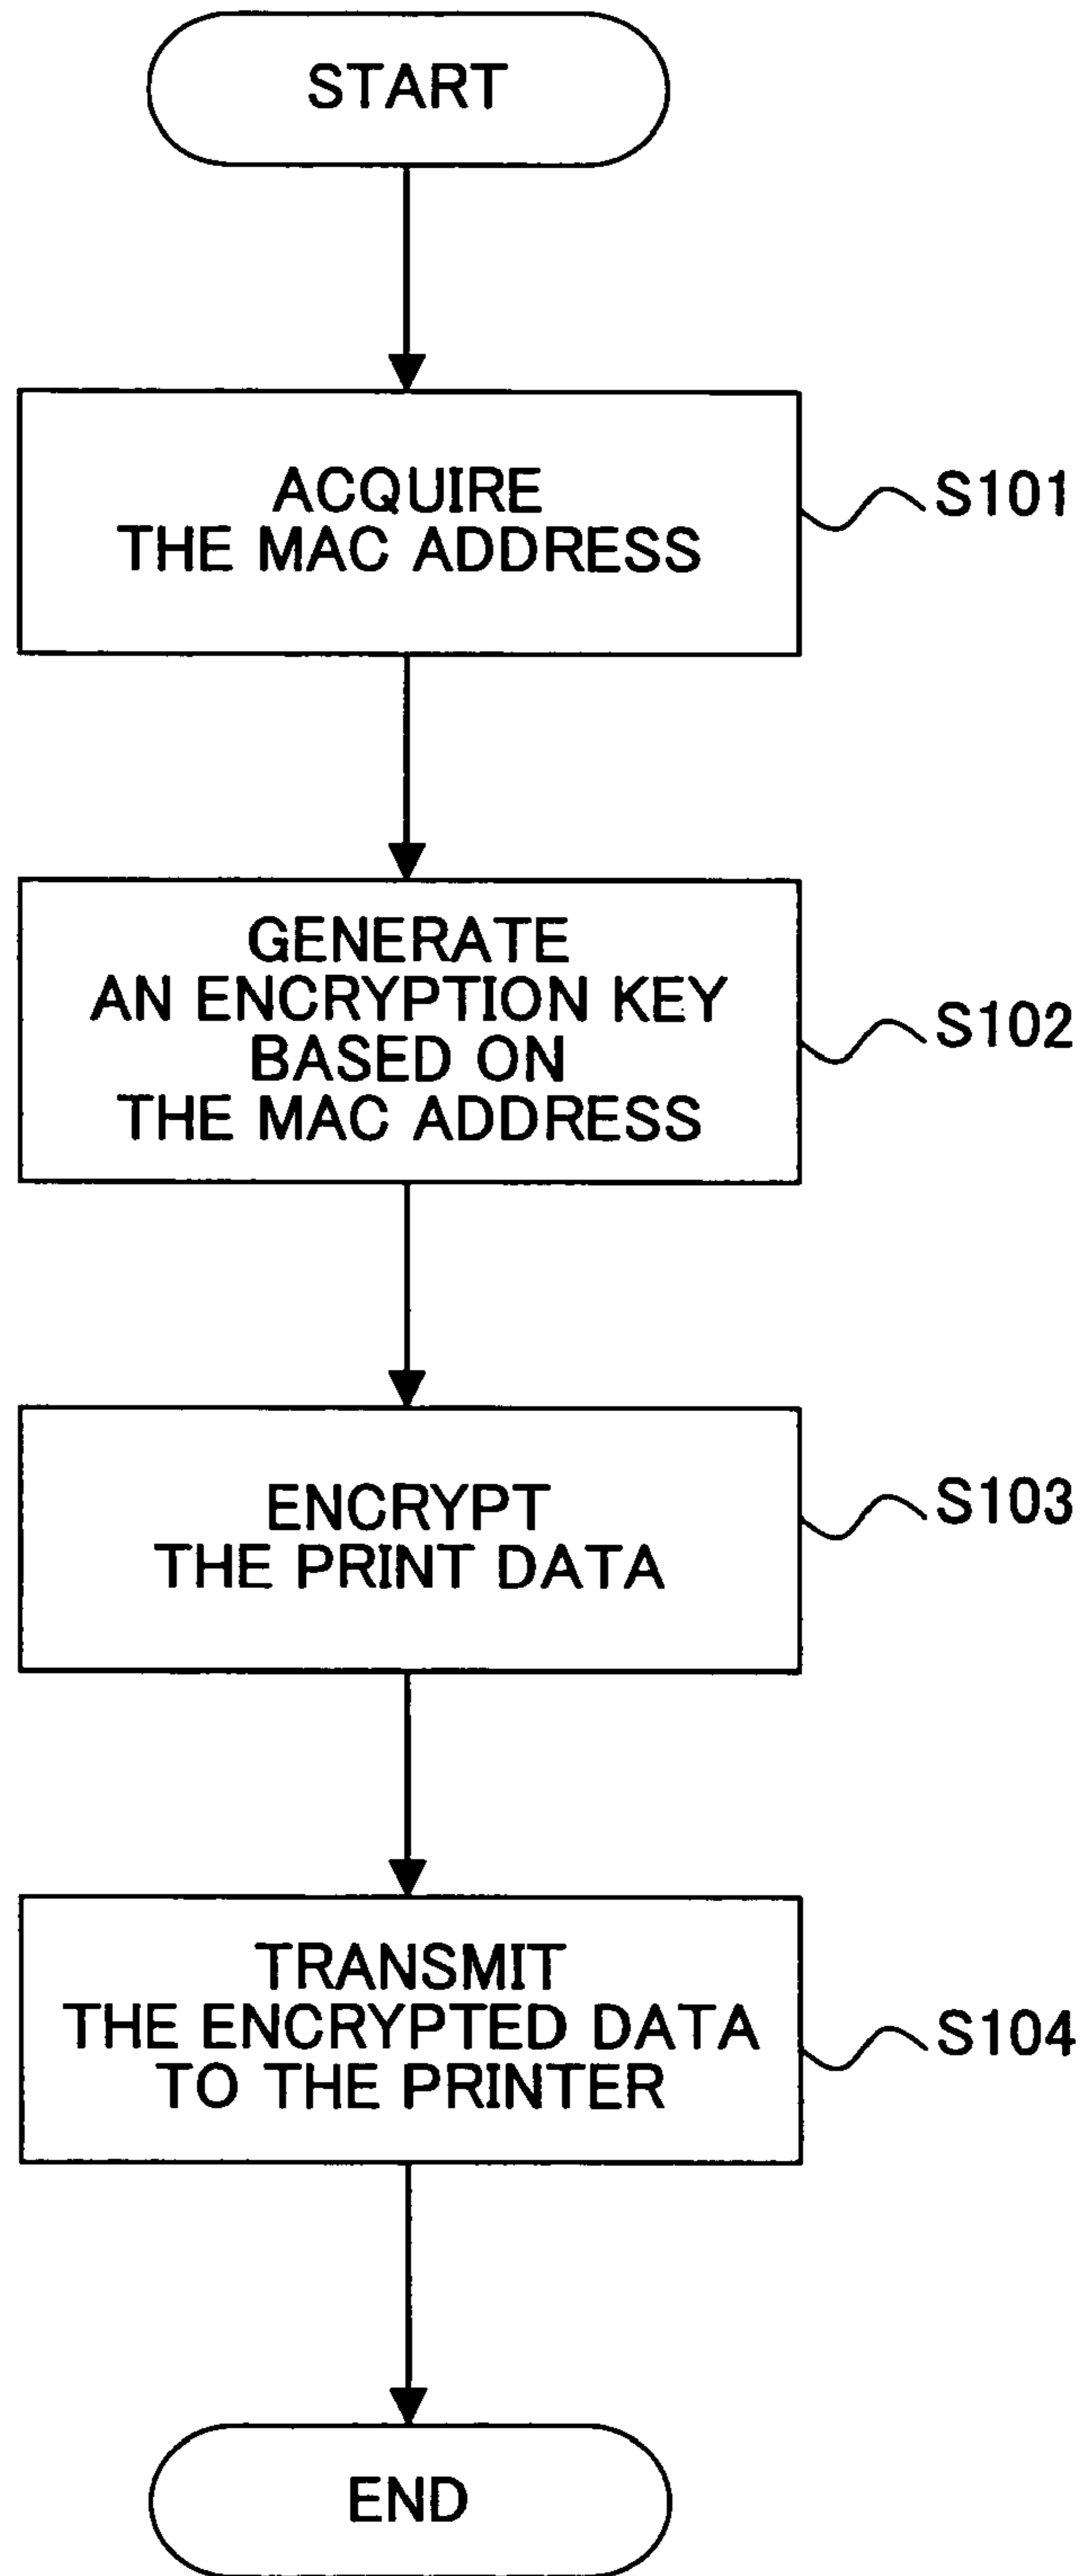 START
ACQUIRE
THE MAC ADDRESS
S101
GENERATE
AN ENCRYPTION KEY
BASED ON
THE MAC ADDRESS
S102
ENCRYPT
THE PRINT DATA
S103
TRANSMIT
THE ENCRYPTED DATA
TO THE PRINTER
S104
END